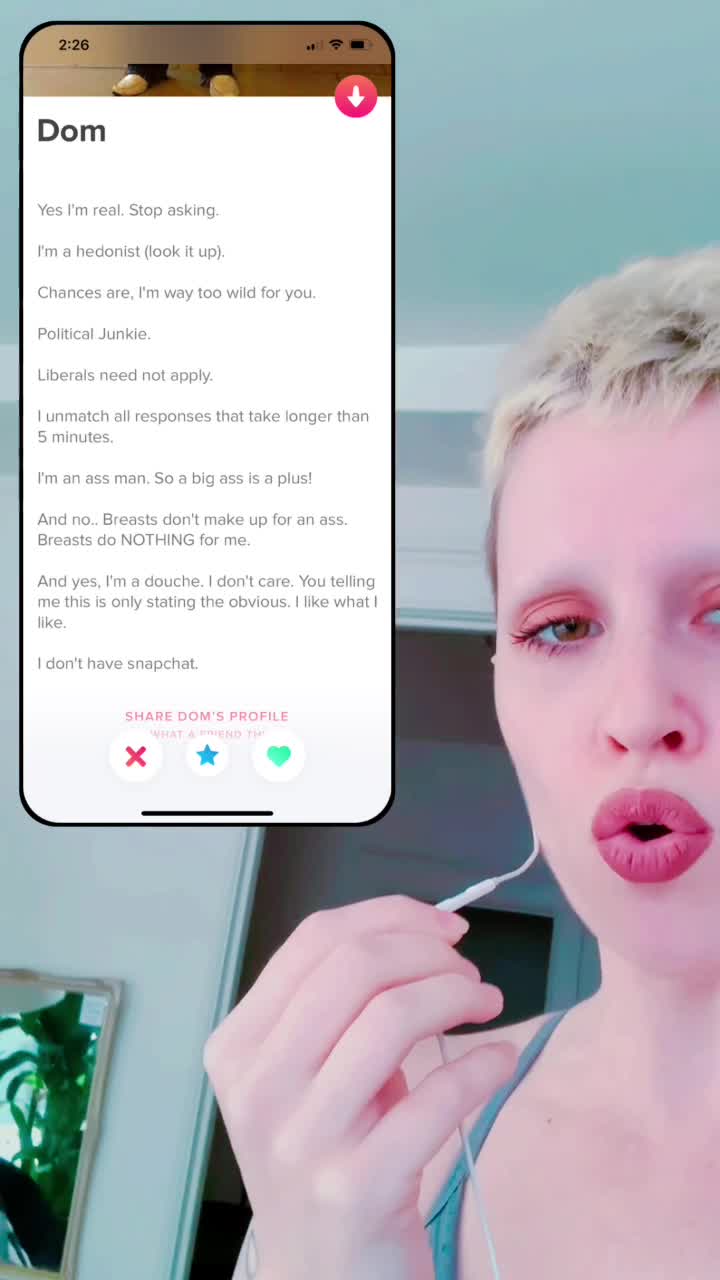 2:26
Dom
Yes I'm real. Stop asking.
I'm a hedonist (look it up).
Chances are, I'm way too wild for you.
Political Junkie.
Liberals need not apply.
I unmatch all responses that take longer than
5 minutes.
I'm an ass man. So a big ass is a plus!
And no.. Breasts don't make up for an ass.
Breasts do NOTHING for me.
And yes, I'm a douche. I don't care. You telling
me this is only stating the obvious. I like what I
like.
I don't have snapchat.
SHARE DOM'S PROFILE
WHAT A FRIEND